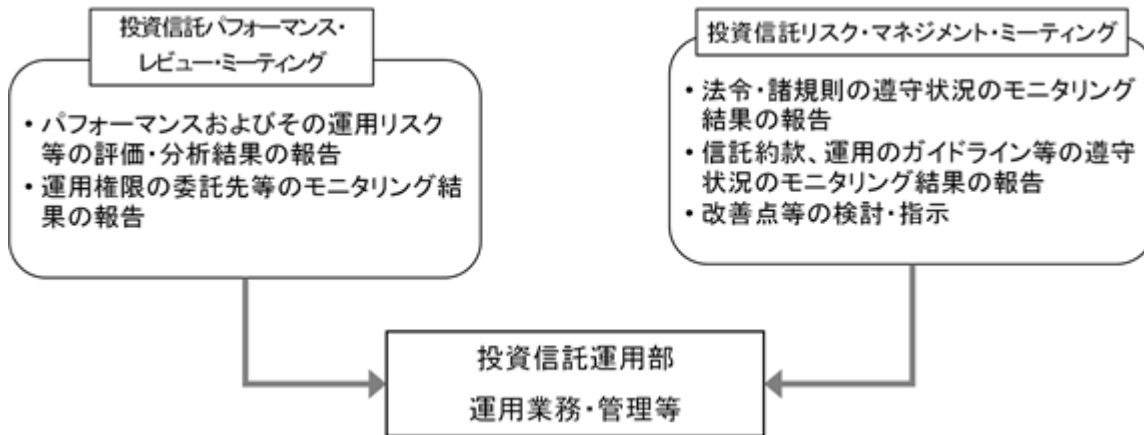 投資信託パフォーマンス・
レビュー・ミーティング
・パフォーマンスおよびその運用リスク
等の評価・分析結果の報告
・運用権限の委託先等のモニタリング結
果の報告
投資信託リスク・マネジメント・ミーティング
・法令・諸規則の遵守状況のモニタリング
結果の報告
・信託約款、運用のガイドライン等の遵守
状況のモニタリング結果の報告
・改善点等の検討・指示
投資信託運用部
運用業務・管理等